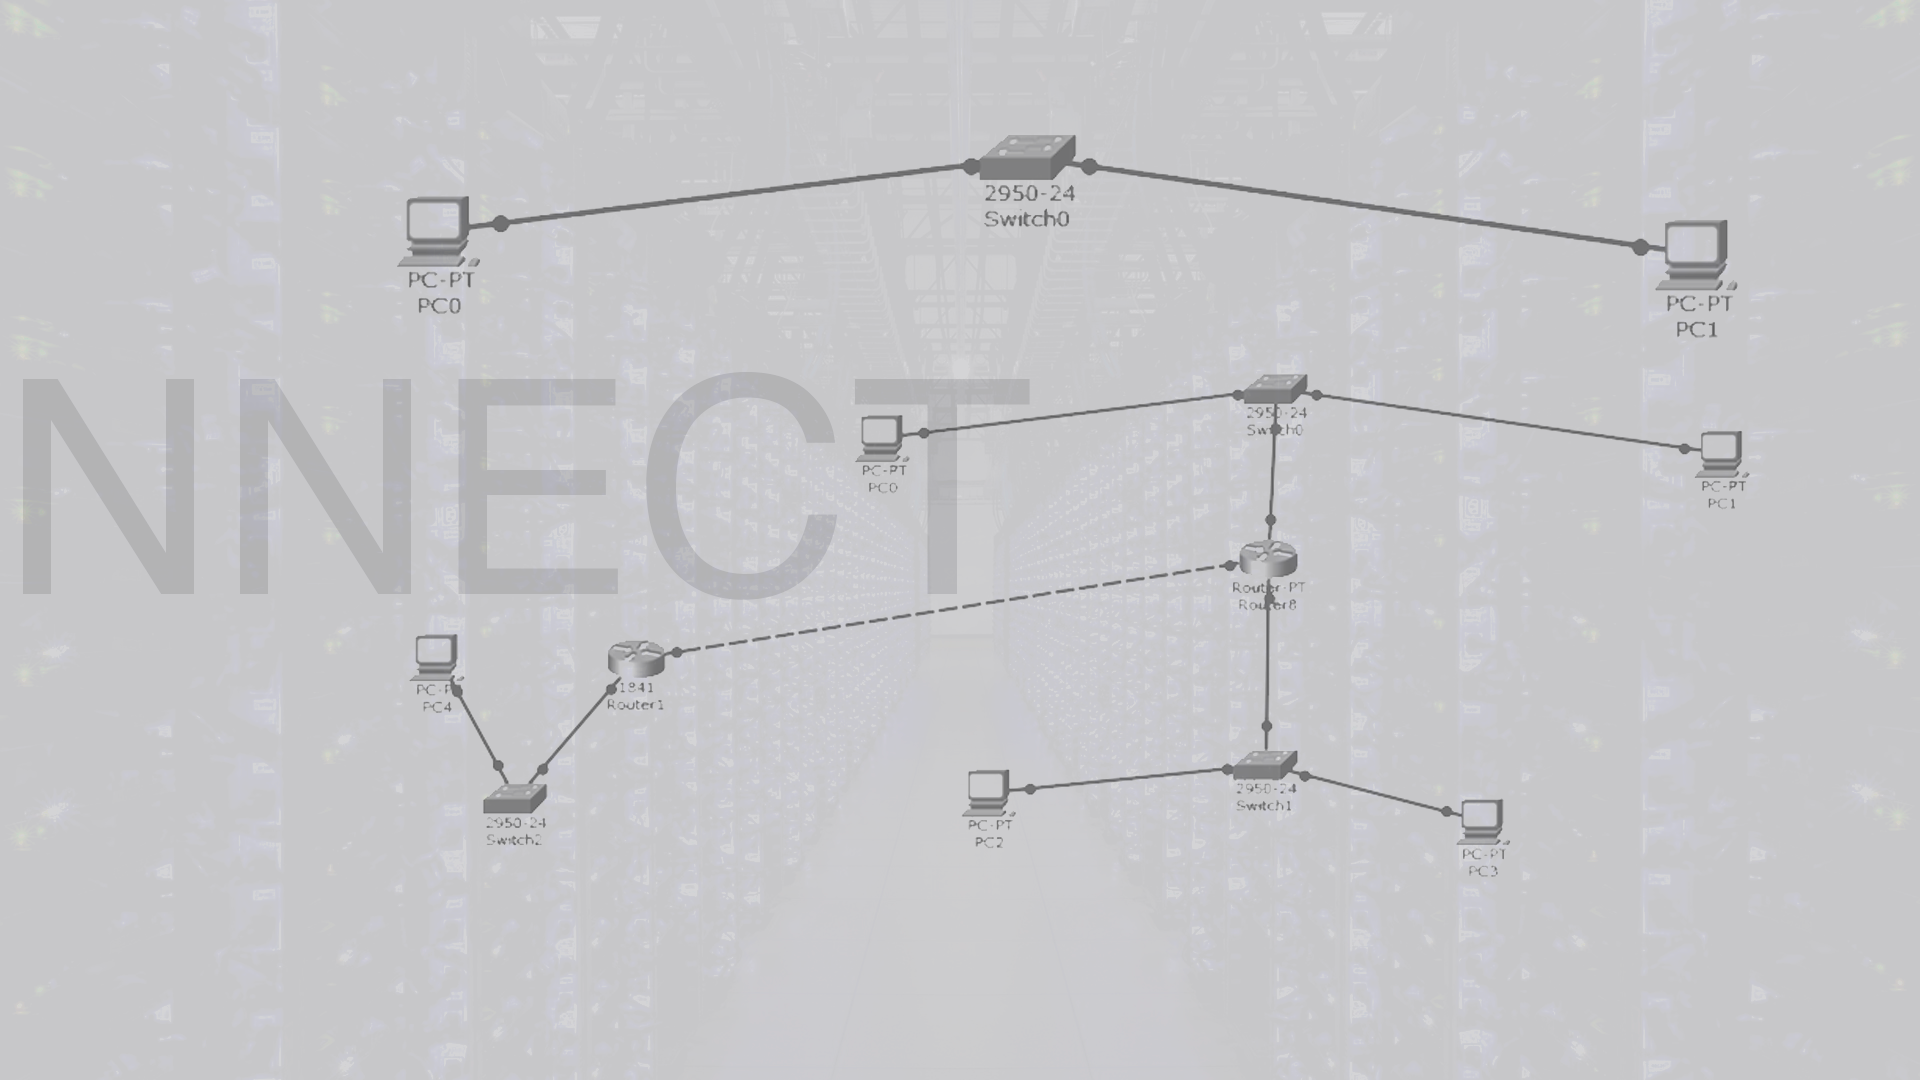 2950-24
Switch0
PC-PT
PC0
PC-PT
PC1
NNECT
2950-24
Switch0
PC-PT
PC0
PC-PT
PC1
Router-PT
Router8
PC-PT
PC4
1841
Router1
2950-24
Switch2
2950-24
Switch1
PC-PT
PC2
PC-PT
PC3